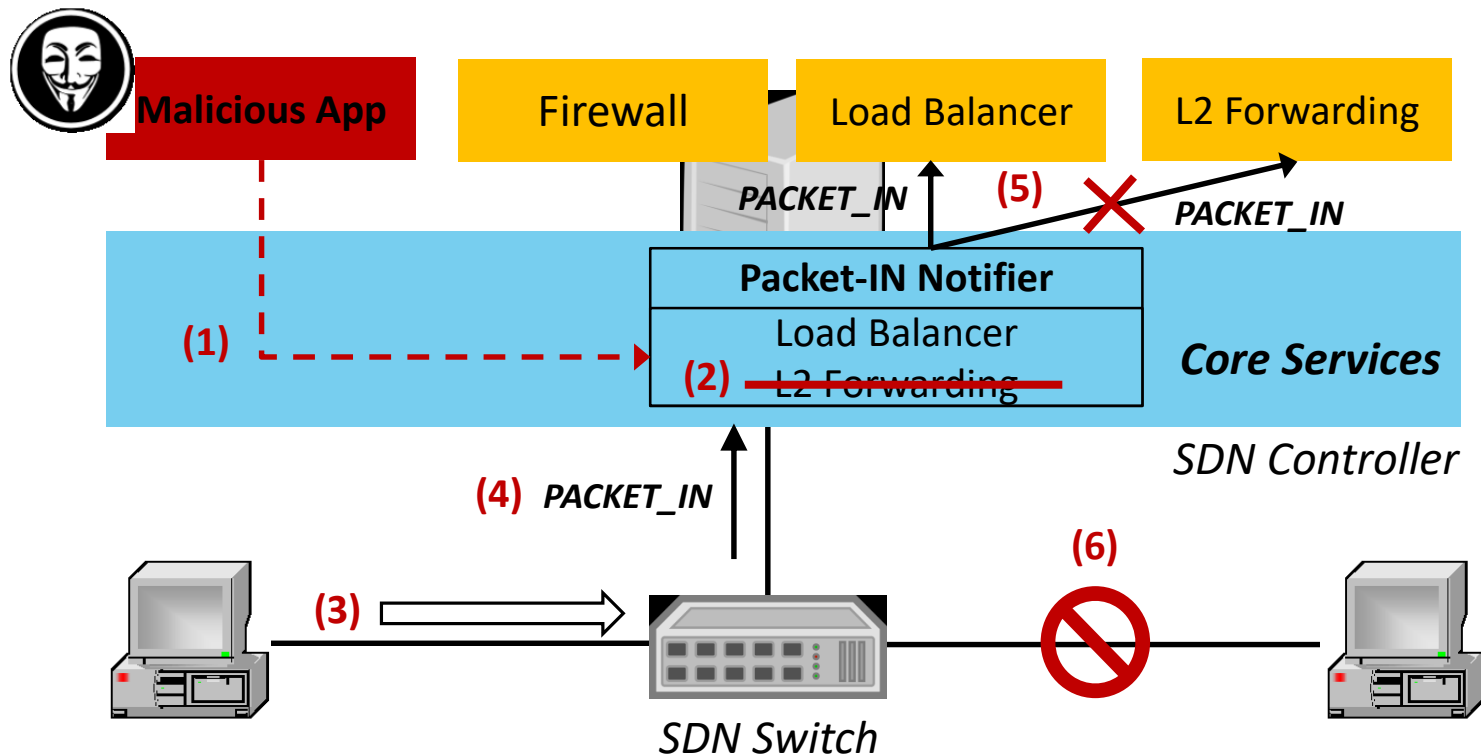 Malicious App
Firewall
Load Balancer
L2 Forwarding
PACKET_IN
(5)
PACKET_IN
Packet-IN Notifier
(1)
Load Balancer
Core Services
(2)
L2 Forwarding
SDN Controller
(4) PACKET_IN
(6)
(3)
SDN Switch